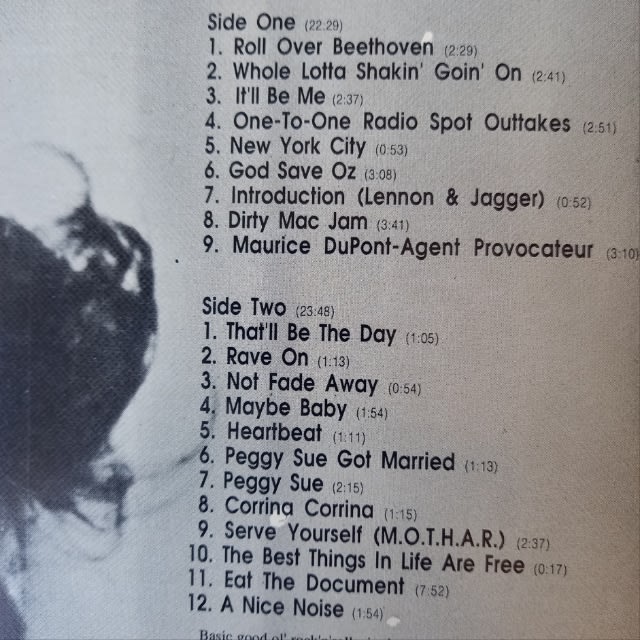 Side One (22:29)
1. Roll Over Beethoven (2:29)
2. Whole Lotta Shakin' Goin' On (2:41)
3. It'll Be Me (2:37)
4. One-To-One Radio Spot Outtakes (2:51)
5. New York City (0:53)
6. God Save Oz (3:08)
7. Introduction (Lennon & Jagger) (0:52)
8. Dirty Mac Jam (3:41)
9. Maurice DuPont-Agent Provocateur (3:10)
Side Two (23:48)
1. That'll Be The Day (1:05)
2. Rave On (1:13)
3. Not Fade Away (0:54)
4. Maybe Baby (1:54)
5. Heartbeat (1:11)
6. Peggy Sue Got Married (1:13)
7. Peggy Sue (2:15)
8. Corrina Corrina (1:15)
9. Serve Yourself (M.O.T.H.A.R.) (2:37)
10. The Best Things In Life Are Free (0:17)
11. Eat The Document (7:52)
12. A Nice Noise (1:54)
Basic good ol'